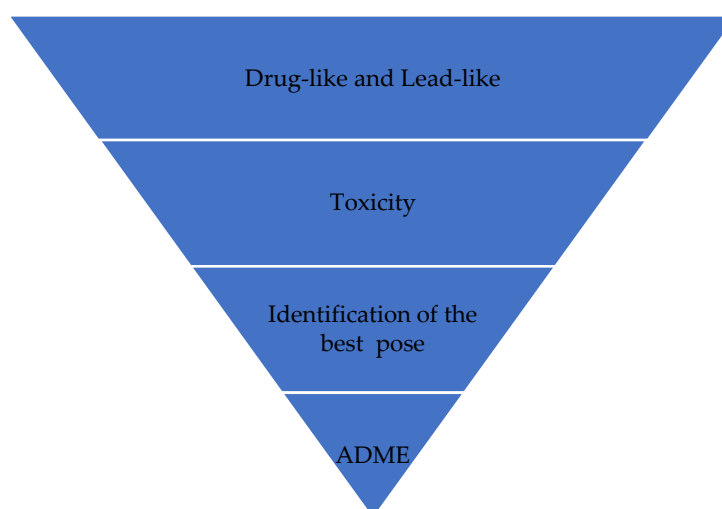 Drug-like and Lead-like
Toxicity
Identification of the
best pose
ADME